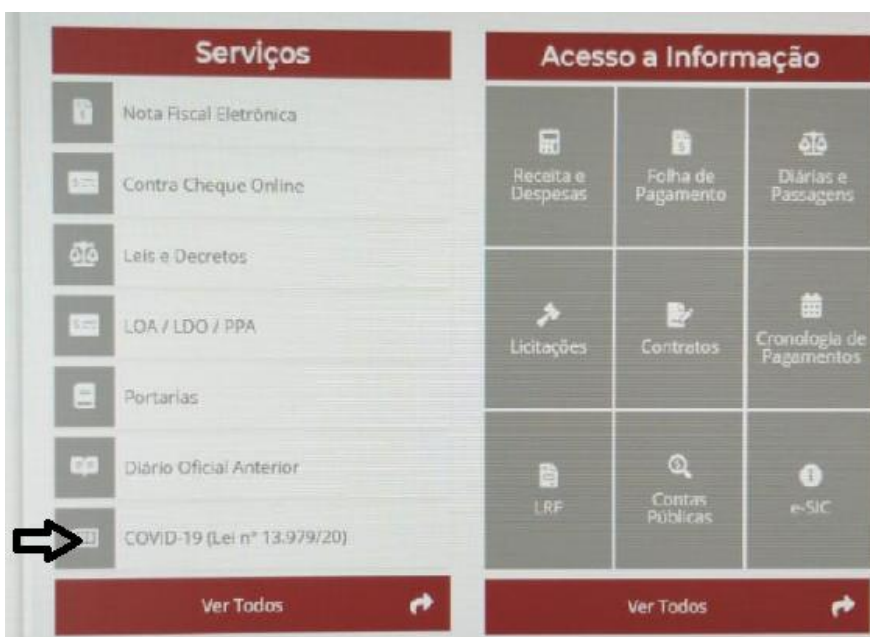 Serviços
Nota Fiscal Eletrônica
Contra Cheque Online
Leis e Decretos
LOA / LDO / PPA
Portarias
Diário Oficial Anterior
COVID-19 (Lei n° 13.979/20)
Ver Todos
Acesso a Informação
Receita e
Despesas
Folha de
Pagamento
Diárias e
Passagens
Licitações
Contratos
Cronologia de
Pagamentos
LRF
Contas
Públicas
e-SIC
Ver Todos